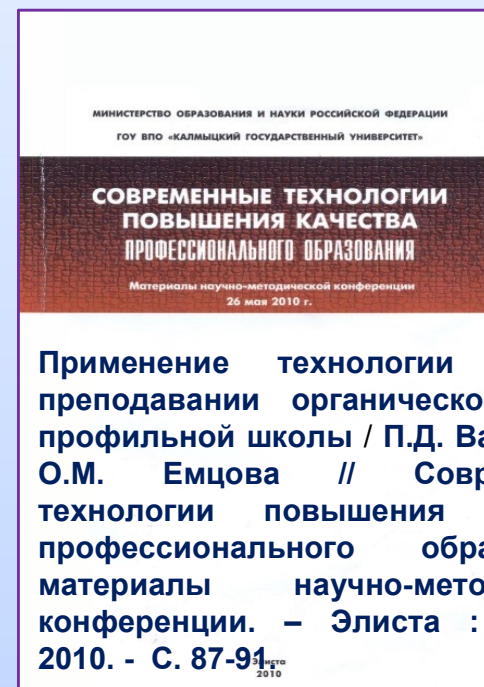 МИНИСТЕРСТВО ОБРАЗОВАНИЯ И НАУКИ РОССИЙСКОЙ ФЕДЕРАЦИИ
ГОУ ВПО «КАЛМЫЦКИЙ ГОСУДАРСТВЕННЫЙ УНИВЕРСИТЕТ»
СОВРЕМЕННЫЕ ТЕХНОЛОГИИ
ПОВЫШЕНИЯ КАЧЕСТВА
ПРОФЕССИОНАЛЬНОГО ОБРАЗОВАНИЯ
Материалы научно-методической конференции
26 мая 2010 г.
Применение технологии
преподавании органическо
профильной школы / П.Д. Ва
О.М. Емцова // Совр
технологии повышения
профессионального обра
материалы научно-мето
конференции. – Элиста :
2010. - С. 87-91.
Элиста
2010